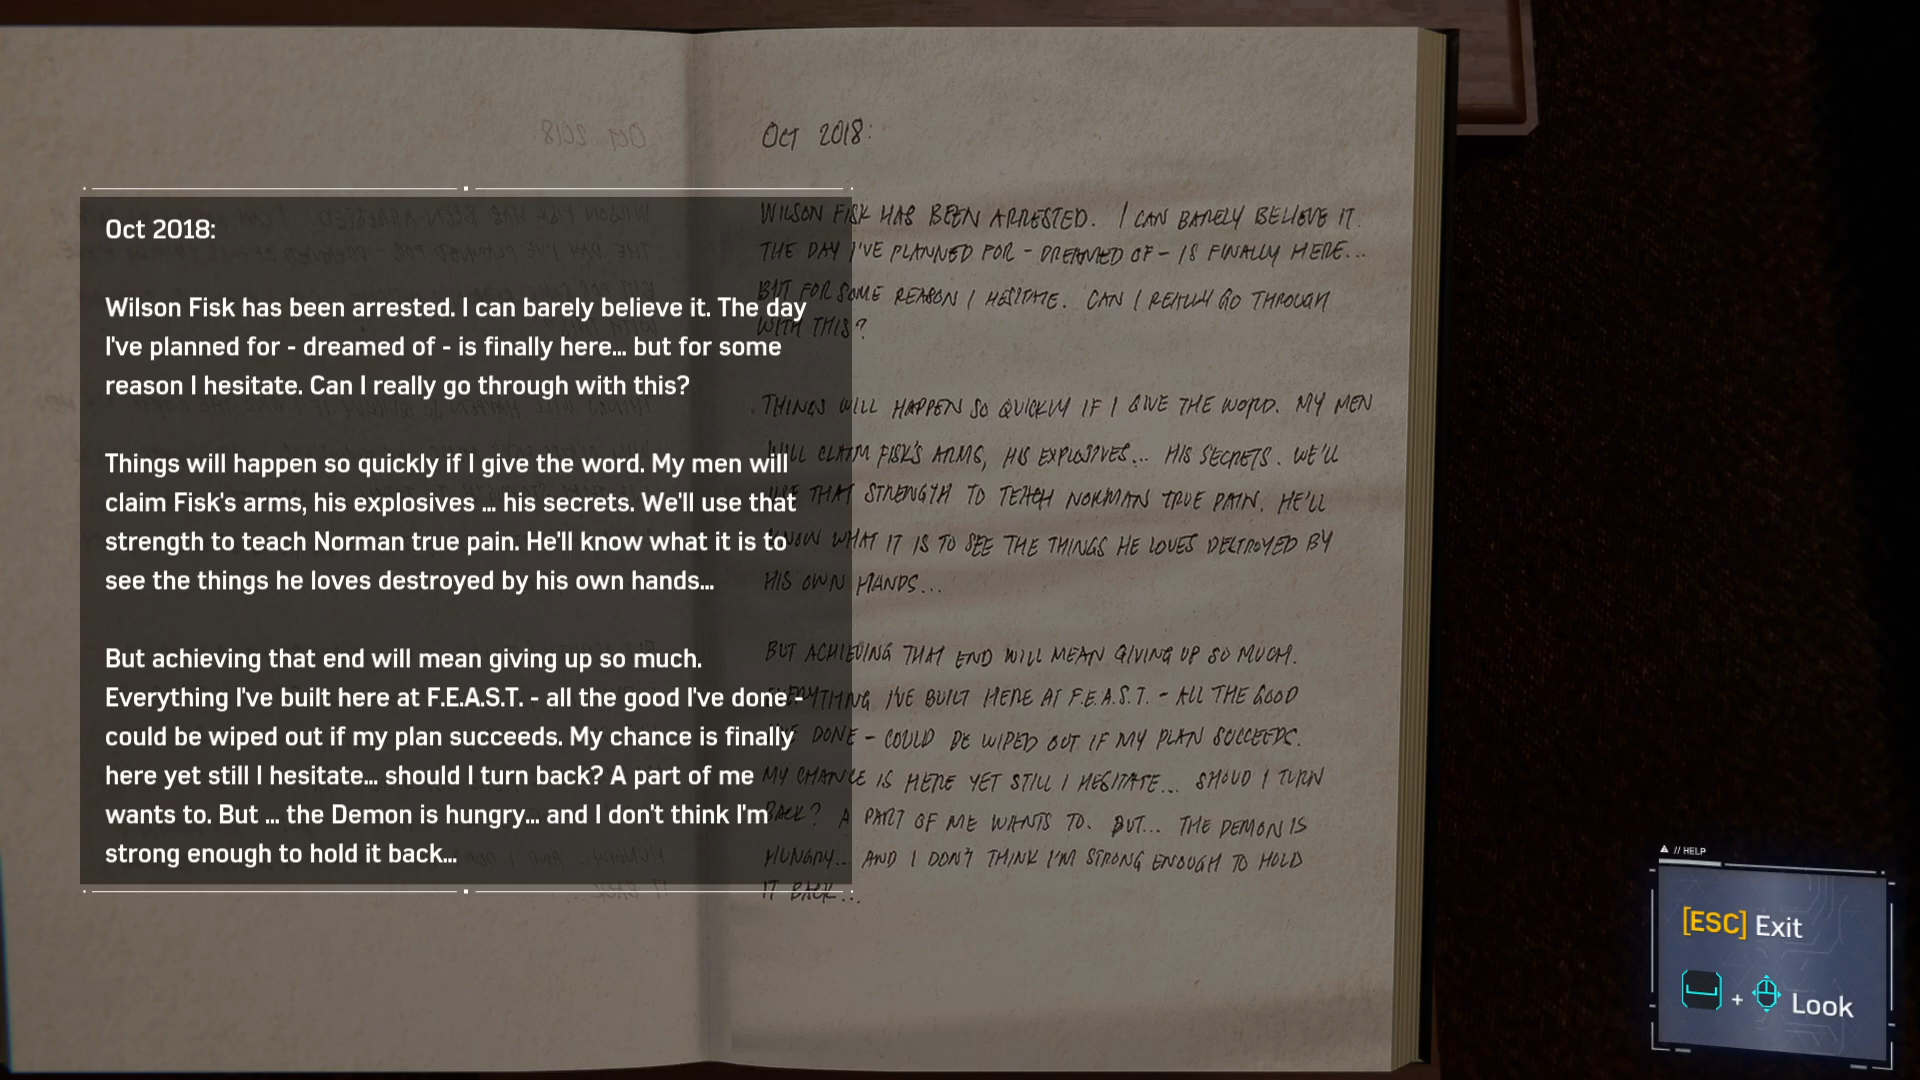 Oct 2018:
Wilson Fisk has been arrested. I can barely believe it. The day
I've planned for - dreamed of - is finally here... but for some
reason I hesitate. Can I really go through with this?
Things will happen so quickly if I give the word. My men will
claim Fisk's arms, his explosives ... his secrets. We'll use that
strength to teach Norman true pain. He'll know what it is to
see the things he loves destroyed by his own hands...
But achieving that end will mean giving up so much.
Everything I've built here at F.E.A.S.T. - all the good I've done -
could be wiped out if my plan succeeds. My chance is finally
here yet still I hesitate... should I turn back? A part of me
wants to. But ... the Demon is hungry... and I don't think I'm
strong enough to hold it back...
OCT 2018:
WILSON FISK HAS BEEN ARRESTED. I CAN BARELY BELIEVE IT.
THE DAY I'VE PLANNED FOR - DREAMED OF - IS FINALLY HERE...
BUT FOR SOME REASON I HESITATE. CAN I REALLY GO THROUGH
WITH THIS?
THINGS WILL HAPPEN SO QUICKLY IF I GIVE THE WORD. MY MEN
WILL CLAIM FISK'S ARMS, HIS EXPLOSIVES... HIS SECRETS. WE'LL
USE THAT STRENGTH TO TEACH NORMAN TRUE PAIN. HE'LL
KNOW WHAT IT IS TO SEE THE THINGS HE LOVES DESTROYED BY
HIS OWN HANDS...
BUT ACHIEVING THAT END WILL MEAN GIVING UP SO MUCH.
EVERYTHING I'VE BUILT HERE AT F.E.A.S.T. - ALL THE GOOD
I'VE DONE - COULD BE WIPED OUT IF MY PLAN SUCCEEDS.
MY CHANCE IS HERE YET STILL I HESITATE... SHOUD I TURN
BACK? A PART OF ME WANTS TO. BUT... THE DEMON IS
HUNGRY... AND I DON'T THINK I'M STRONG ENOUGH TO HOLD
IT BACK...
// HELP
[ESC] Exit
+ Look